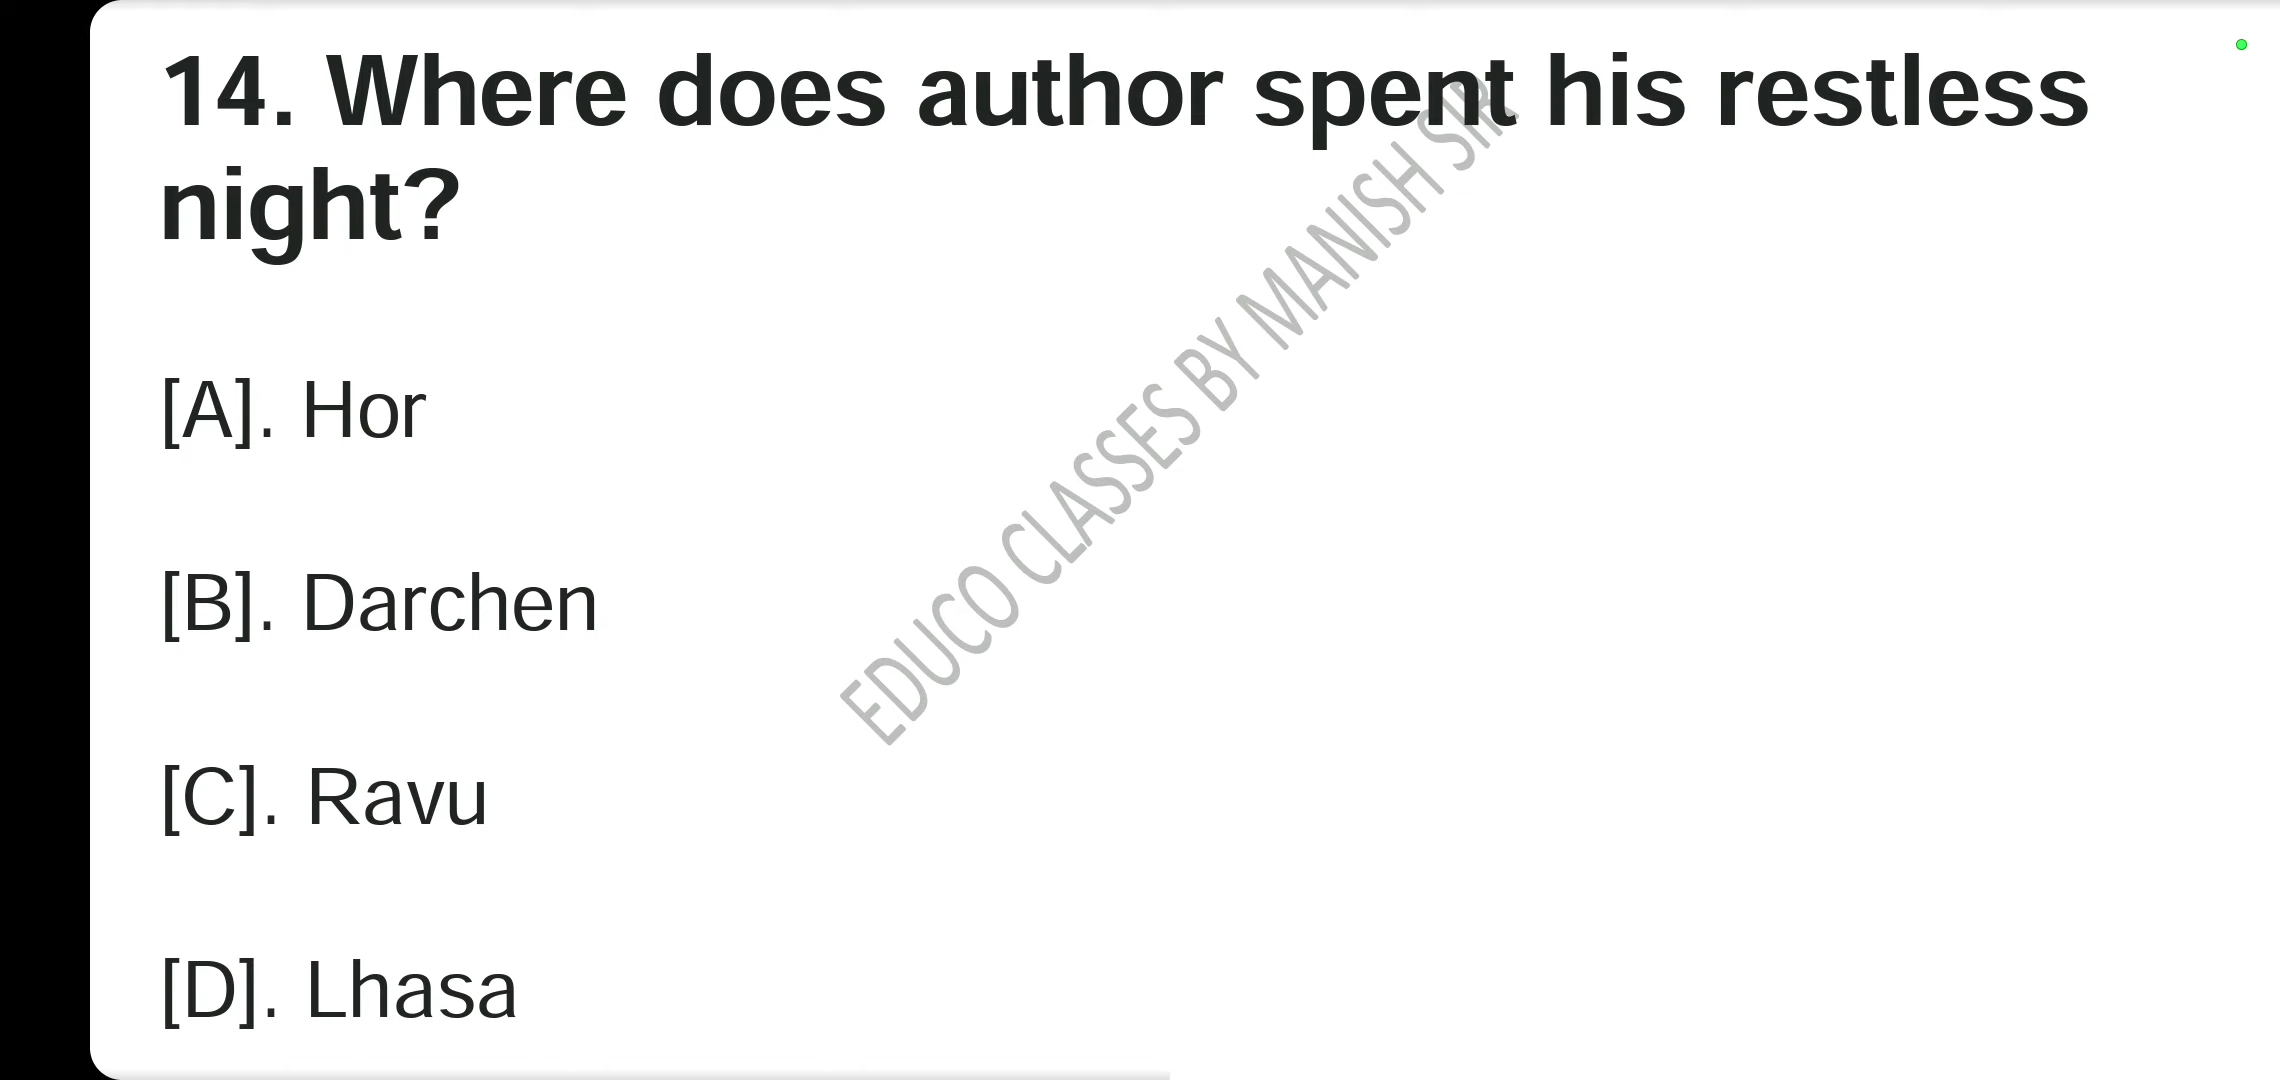 14. Where does author spent his restless
night?
[A]. Hor
[B]. Darchen
[C]. Ravu
[D]. Lhasa
EDUCO CLASSES BY MANISH SIR